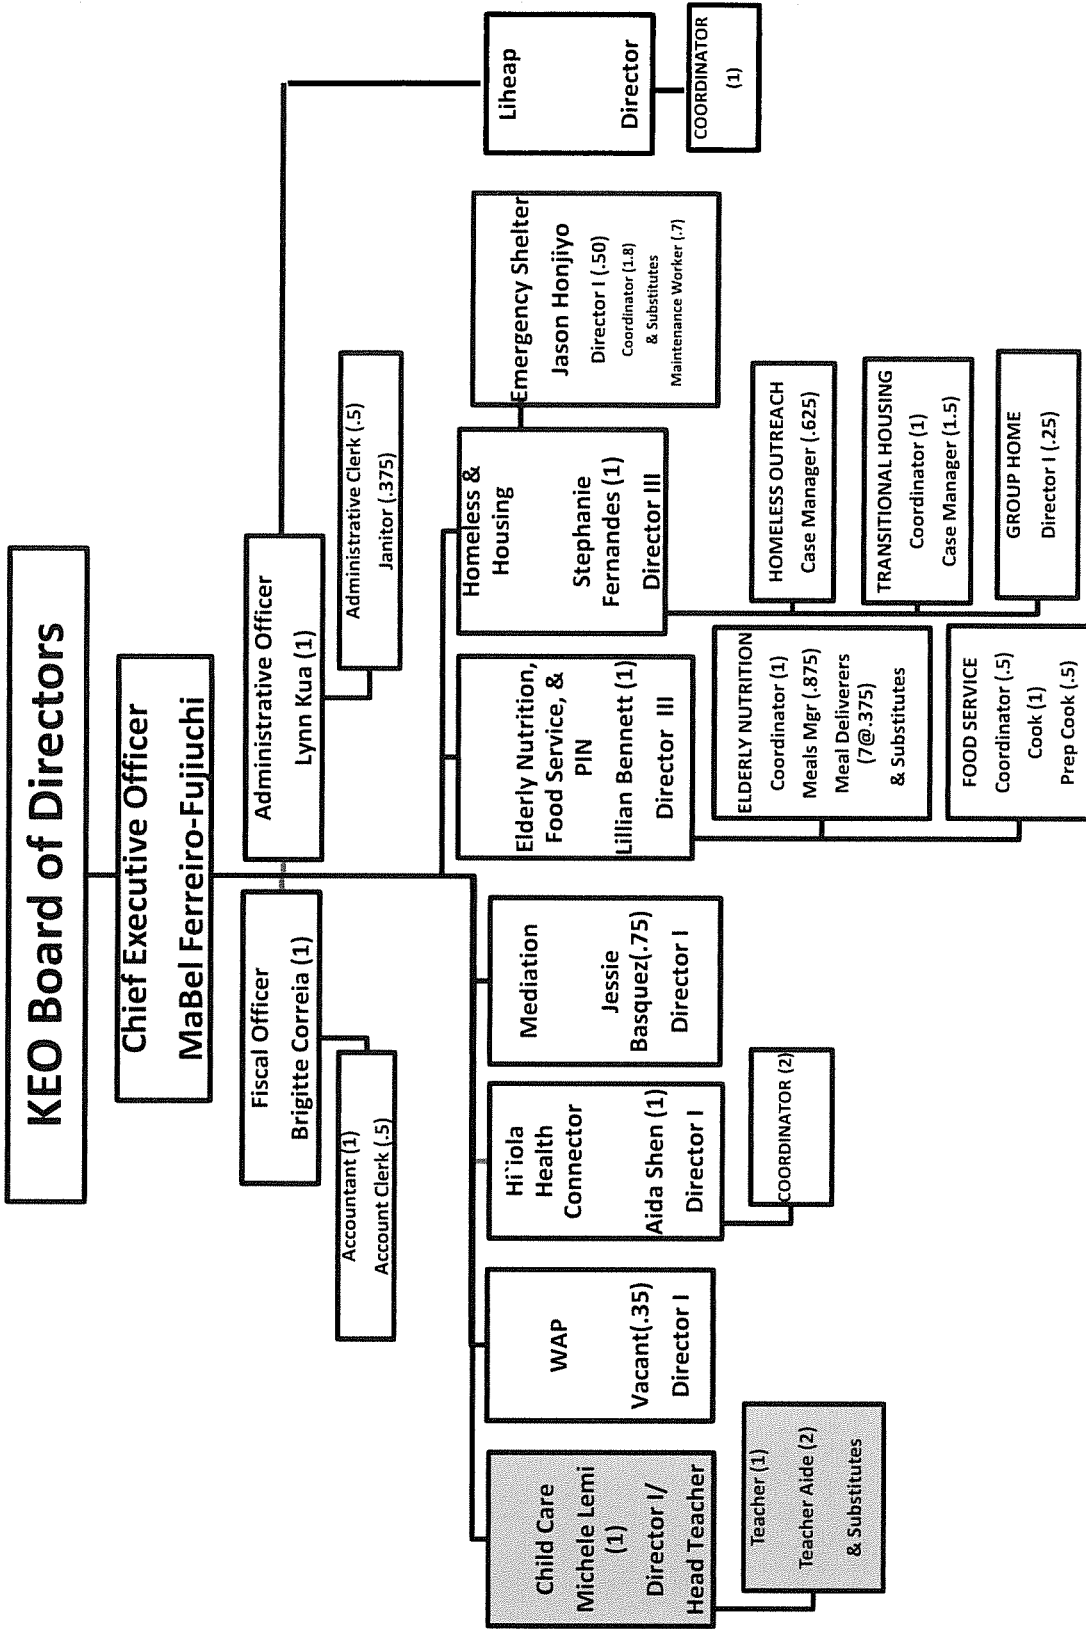 KEO Board of Directors
Chief Executive Officer
MaBel Ferreiro-Fujiuchi
Fiscal Officer
Brigitte Correia (1)
Administrative Officer
Lynn Kua (1)
Accountant (1)
Account Clerk (.5)
Administrative Clerk (.5)
Janitor (.375)
Child Care
Michele Lemi
(1)
Director I/
Head Teacher
WAP
Vacant(.35)
Director I
Hi`iola
Health
Connector
Aida Shen (1)
Director I
Mediation
Jessie
Basquez(.75)
Director I
Elderly Nutrition,
Food Service, &
PIN
Lillian Bennett (1)
Director III
Homeless &
Housing
Stephanie
Fernandes (1)
Director III
Emergency Shelter
Jason Honjiyo
Director I (.50)
Coordinator (1.8)
& Substitutes
Maintenance Worker (.7)
Liheap
Director
Teacher (1)
Teacher Aide (2)
& Substitutes
COORDINATOR (2)
ELDERLY NUTRITION
Coordinator (1)
Meals Mgr (.875)
Meal Deliverers
(7@.375)
& Substitutes
FOOD SERVICE
Coordinator (.5)
Cook (1)
Prep Cook (.5)
HOMELESS OUTREACH
Case Manager (.625)
TRANSITIONAL HOUSING
Coordinator (1)
Case Manager (1.5)
GROUP HOME
Director I (.25)
COORDINATOR
(1)